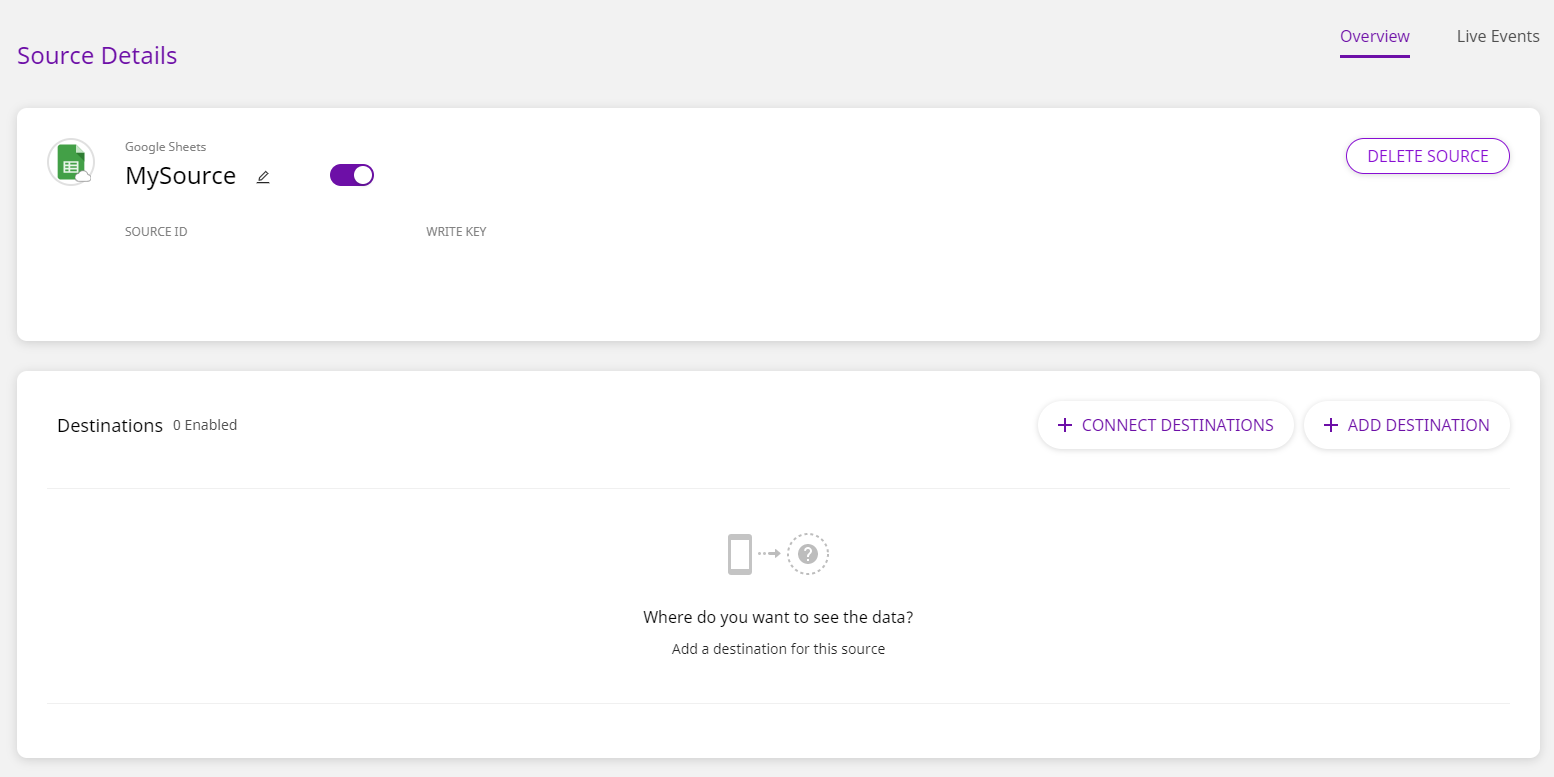 Source Details
Overview
Live Events
Google Sheets
MySource
DELETE SOURCE
SOURCE ID
WRITE KEY
Destinations 0 Enabled
CONNECT DESTINATIONS
ADD DESTINATION
Where do you want to see the data?
Add a destination for this source